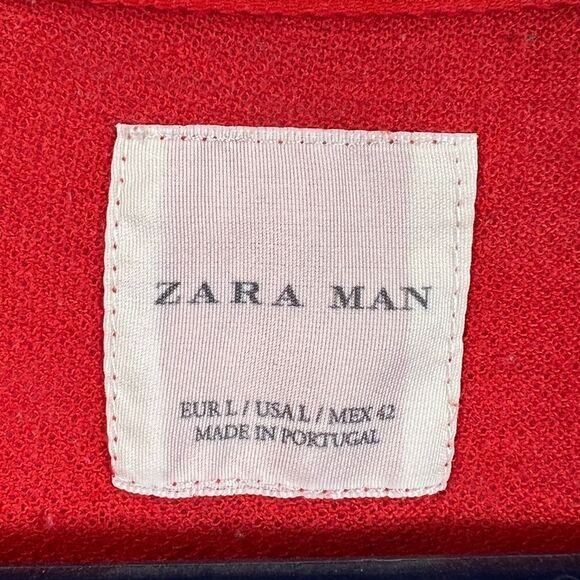 ZARA MAN
EUR L / USA L / MEX 42
MADE IN PORTUGAL